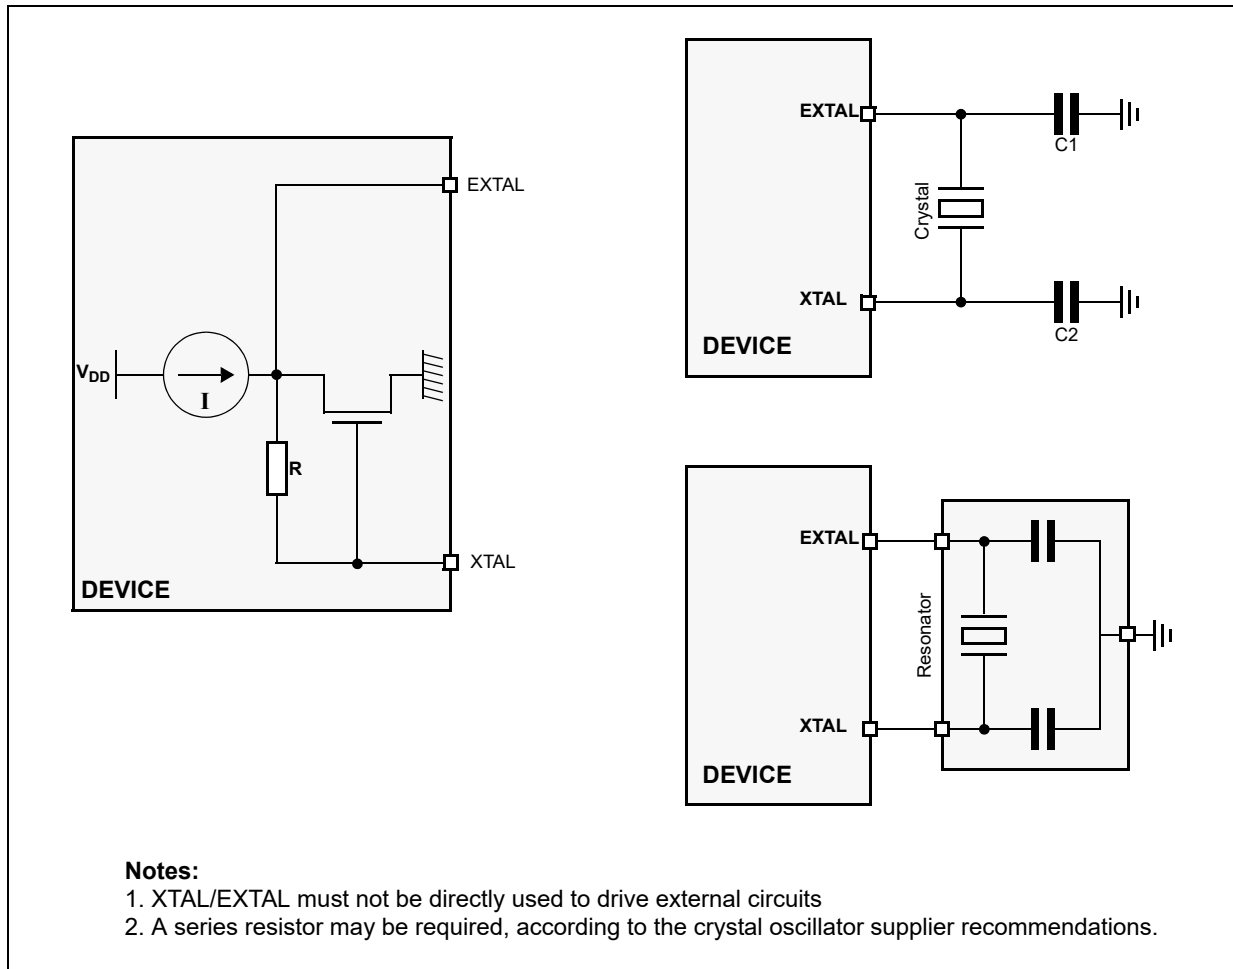 EXTAL
V_DD
I
R
XTAL
DEVICE
EXTAL
C1
Crystal
XTAL
C2
DEVICE
EXTAL
Resonator
XTAL
DEVICE
Notes:
1. XTAL/EXTAL must not be directly used to drive external circuits
2. A series resistor may be required, according to the crystal oscillator supplier recommendations.